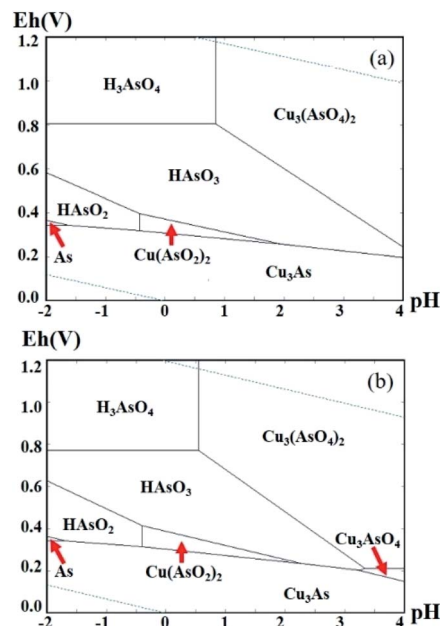 Eh(V)
1.2
(a)
H₃AsO₄
1.0
Cu₃(AsO₄)₂
0.8
HAsO₃
0.6
HAsO₂
0.4
0.2
As
Cu(AsO₂)₂
Cu₃As
0.0
-2 -1 0 1 2 3 4 pH
Eh(V)
1.2
(b)
H₃AsO₄
1.0
Cu₃(AsO₄)₂
0.8
HAsO₃
0.6
Cu₃AsO₄
HAsO₂
0.4
0.2
As
Cu(AsO₂)₂
Cu₃As
0.0
-2 -1 0 1 2 3 4 pH